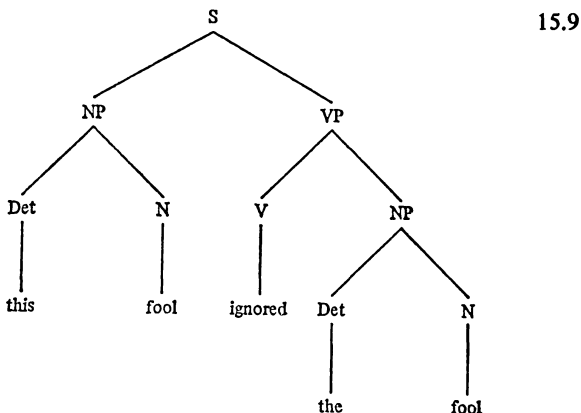 S 15.9
NP VP
Det N V NP
this fool ignored Det N
the fool